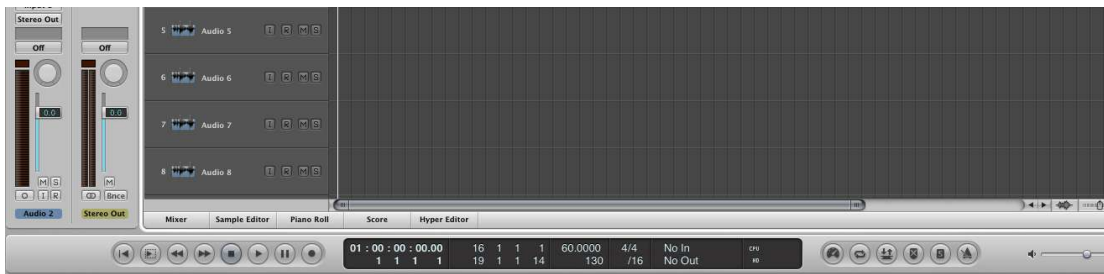 Stereo Out
Off Off
0.0 0.0
M S M
O I R Bnce
Audio 2 Stereo Out
5 Audio 5 I R M S
6 Audio 6 I R M S
7 Audio 7 I R M S
8 Audio 8 I R M S
Mixer Sample Editor Piano Roll Score Hyper Editor
01 : 00 : 00 : 00.00 16 1 1 1 60.0000 4/4 No In CPU
1 1 1 1 19 1 1 14 130 /16 No Out HD